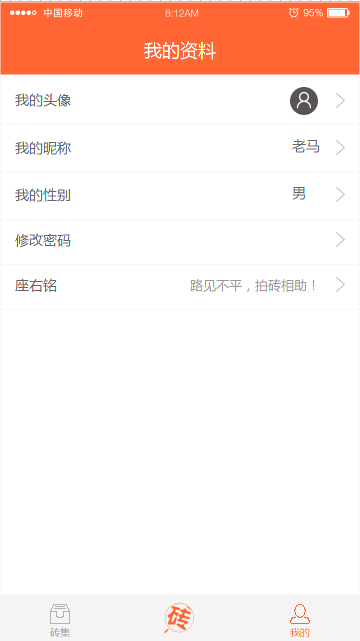 中国移动 8:12AM 95%
我的资料
我的头像
我的昵称 老马
我的性别 男
修改密码
座右铭 路见不平，拍砖相助！
砖
砖集 我的